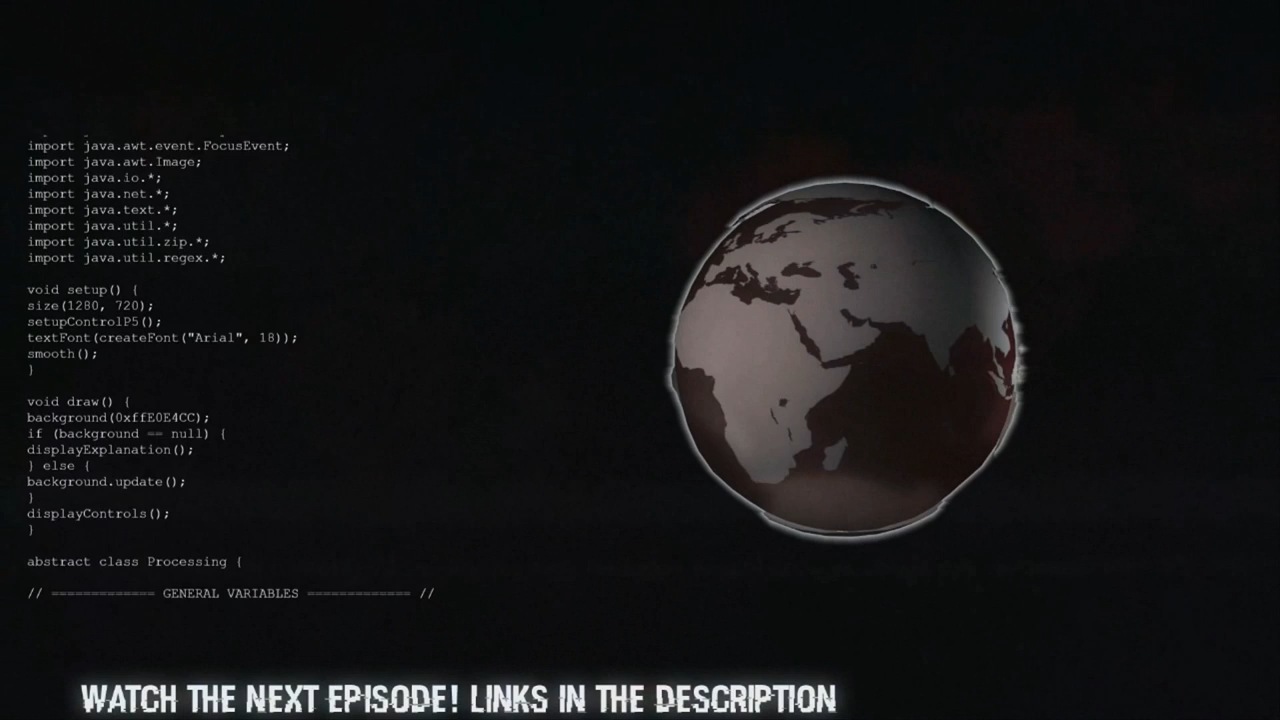 import java.awt.event.FocusEvent;
import java.awt.Image;
import java.io.*;
import java.net.*;
import java.text.*;
import java.util.*;
import java.util.zip.*;
import java.util.regex.*;
void setup() {
size(1280, 720);
setupControlP5();
textFont(createFont("Arial", 18));
smooth();
}
void draw() {
background(0xffE0E4CC);
if (background == null) {
displayExplanation();
} else {
background.update();
}
displayControls();
}
abstract class Processing {
// ============= GENERAL VARIABLES ============= //
WATCH THE NEXT EPISODE! LINKS IN THE DESCRIPTION